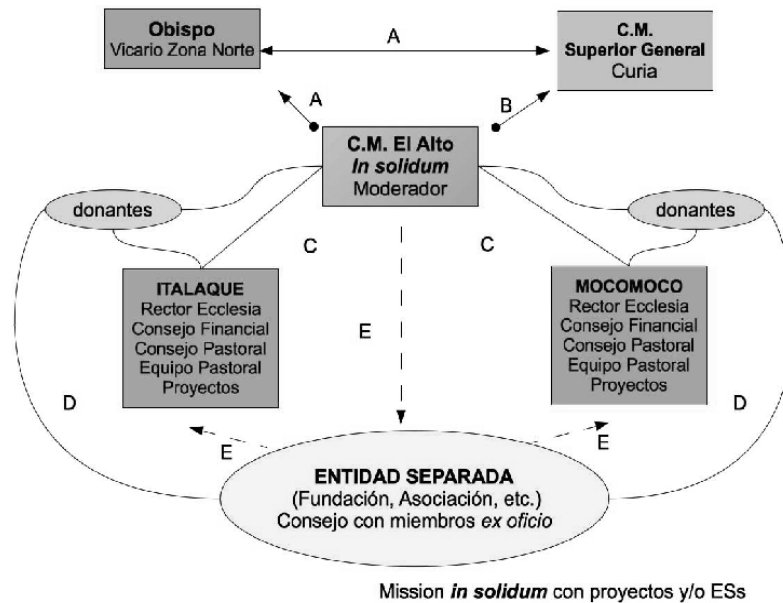 Obispo
Vicario Zona Norte
A
C.M.
Superior General
Curia
A
B
C.M. El Alto
In solidum
Moderador
donantes
donantes
C
C
ITALAQUE
Rector Ecclesia
Consejo Financial
Consejo Pastoral
Equipo Pastoral
Proyectos
MOCOMOCO
Rector Ecclesia
Consejo Financial
Consejo Pastoral
Equipo Pastoral
Proyectos
E
D
D
E
E
ENTIDAD SEPARADA
(Fundación, Asociación, etc.)
Consejo con miembros ex oficio
Mission in solidum con proyectos y/o ESs